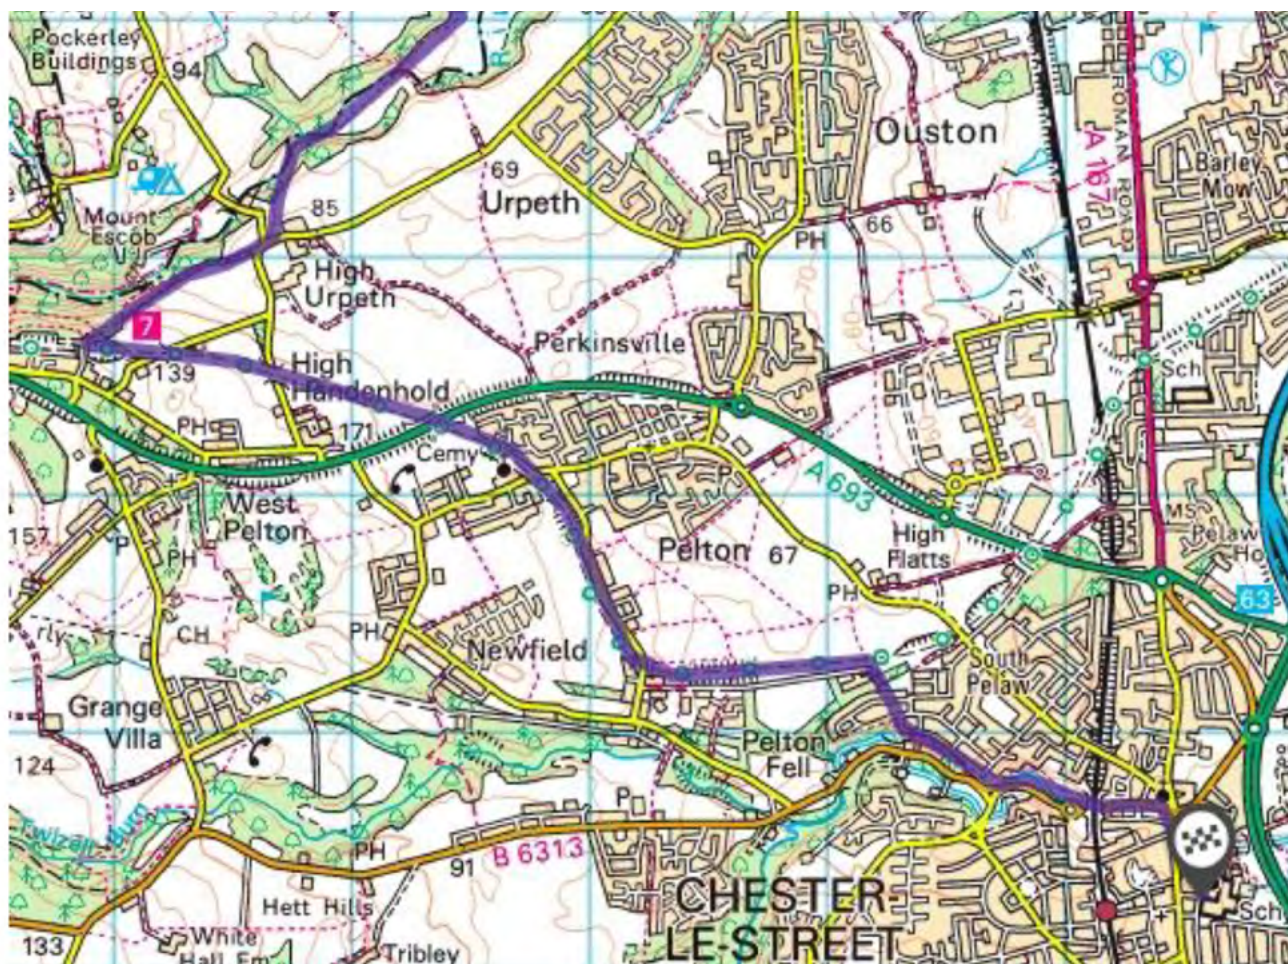 Pockerley
Buildings
94
Ouston
ROMAN ROAD
A 167
Barley
Mow
P
69
Urpeth
Mount
Escob
85
66
PH
High
Urpeth
7
Perkinsville
139
High
Handenhold
Sch
PH
171
Cemy
A 693
P
157
West
Pelton
P
PH
MS
Pelaw
Ho
High
Flatts
Pelton
67
63
PH
CH
PH
Newfield
South
Pelaw
Grange
Villa
Pelton
Fell
124
Twizell Burn
P
PH
91
B 6313
CHESTER-
LE-STREET
Sch
Hett Hills
133
White
Hall Fm
Tribley